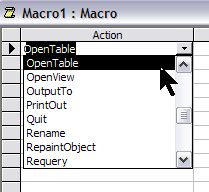 Macro1 : Macro
Action
OpenTable
OpenTable
OpenView
OutputTo
PrintOut
Quit
Rename
RepaintObject
Requery